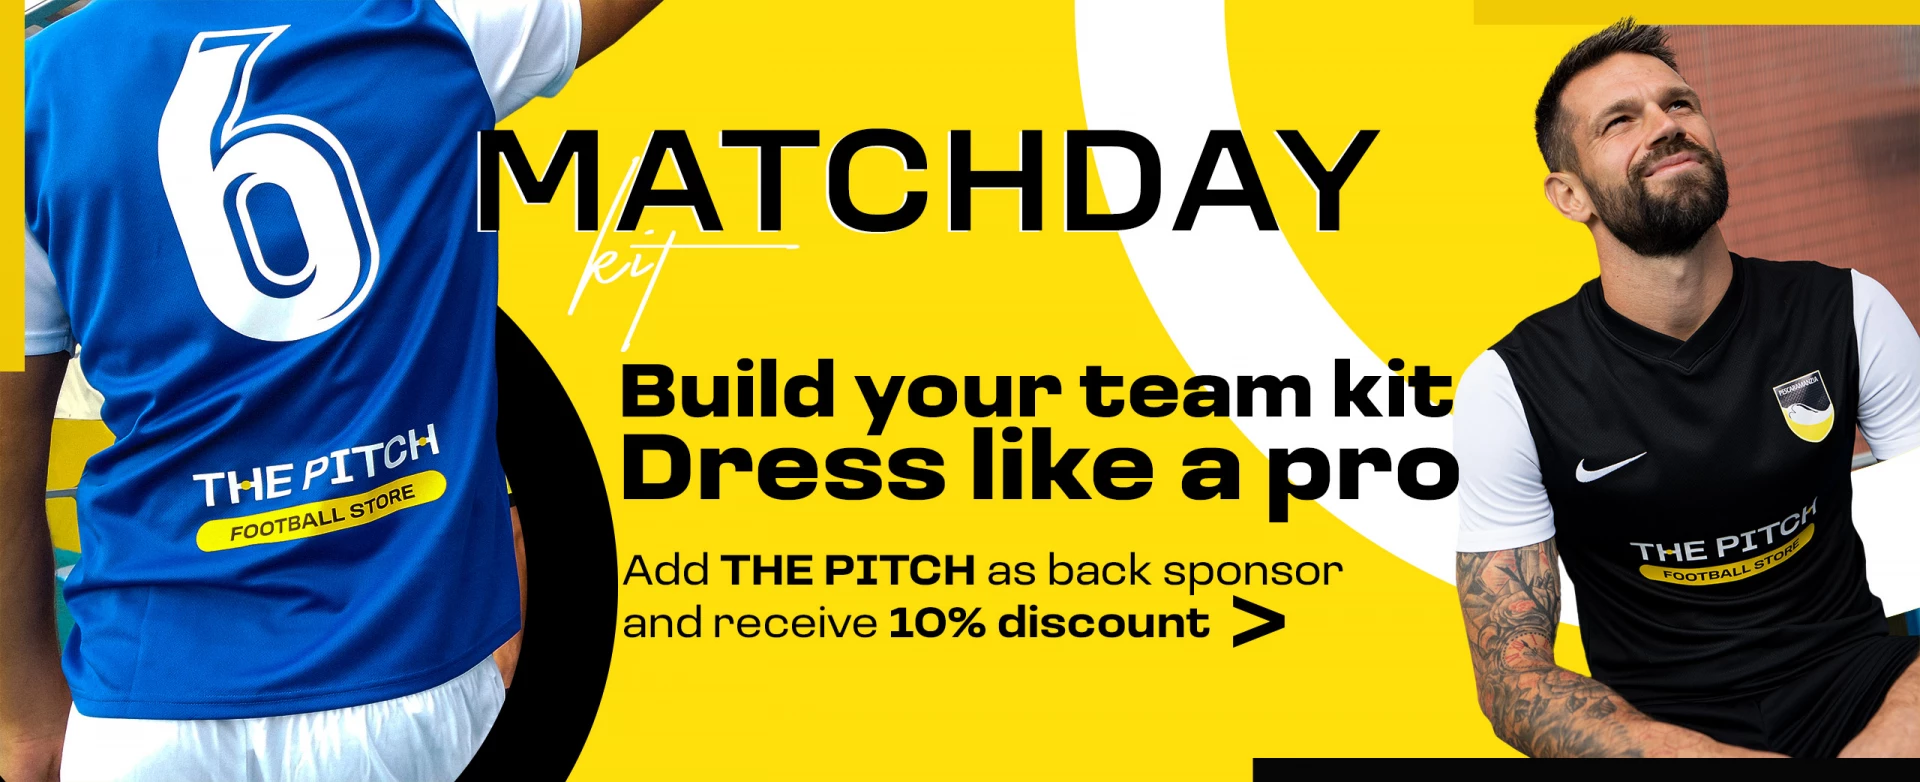 6
THE PITCH
FOOTBALL STORE
MATCHDAY
kit
Build your team kit
Dress like a pro
Add THE PITCH as back sponsor
and receive 10% discount >
PESCARAMANZIA
THE PITCH
FOOTBALL STORE